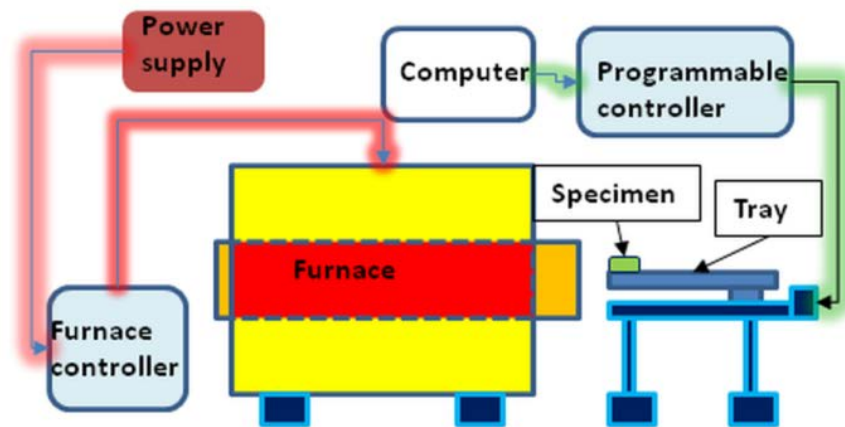 Power
supply
Computer
Programmable
controller
Specimen
Tray
Furnace
Furnace
controller